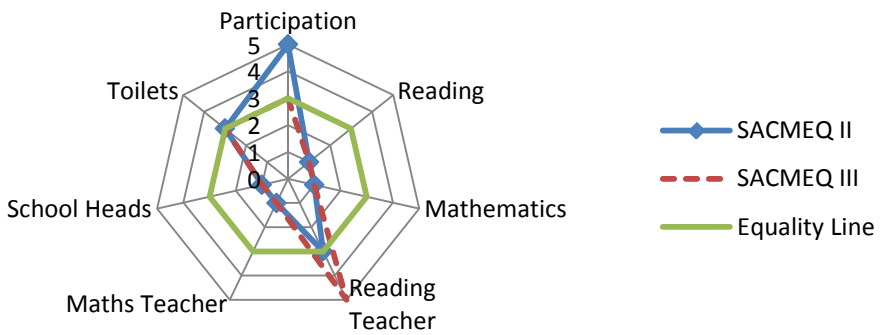 Participation
5
4
3
2
1
0
Toilets
Reading
School Heads
Mathematics
Maths Teacher
Reading
Teacher
SACMEQ II
SACMEQ III
Equality Line